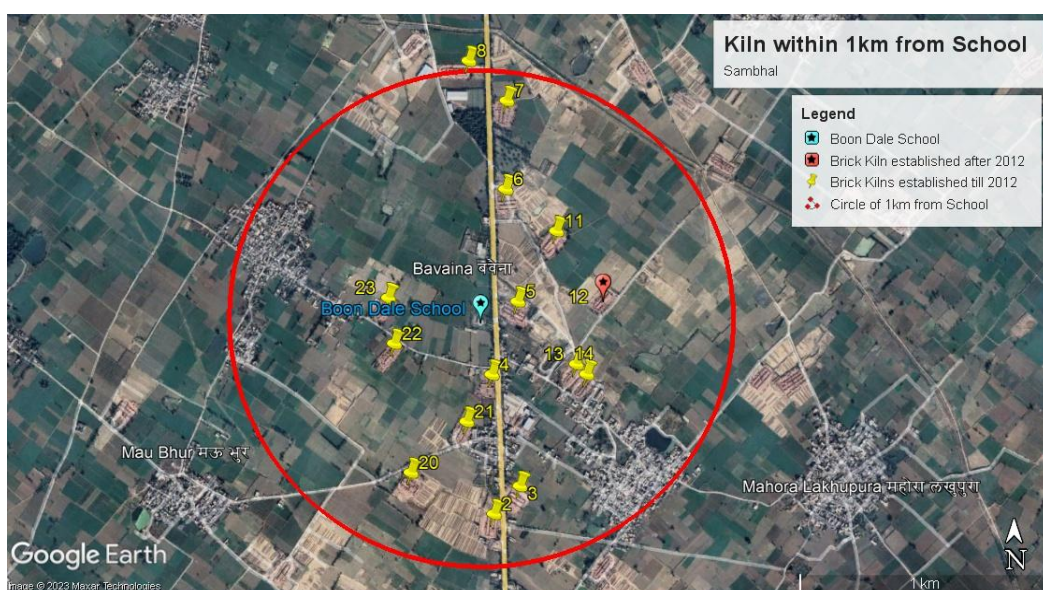 Kiln within 1km from School
Sambhal
Legend
Boon Dale School
Brick Kiln established after 2012
Brick Kilns established till 2012
Circle of 1km from School
8
7
6
11
Bavaina बवेना
23
5
12
Boon Dale School
22
13 14
4
21
Mau Bhur मऊ भुर
20
3
Mahora Lakhupura महोरा लखुपुरा
2
N
Google Earth
1 km
Image © 2023 Maxar Technologies